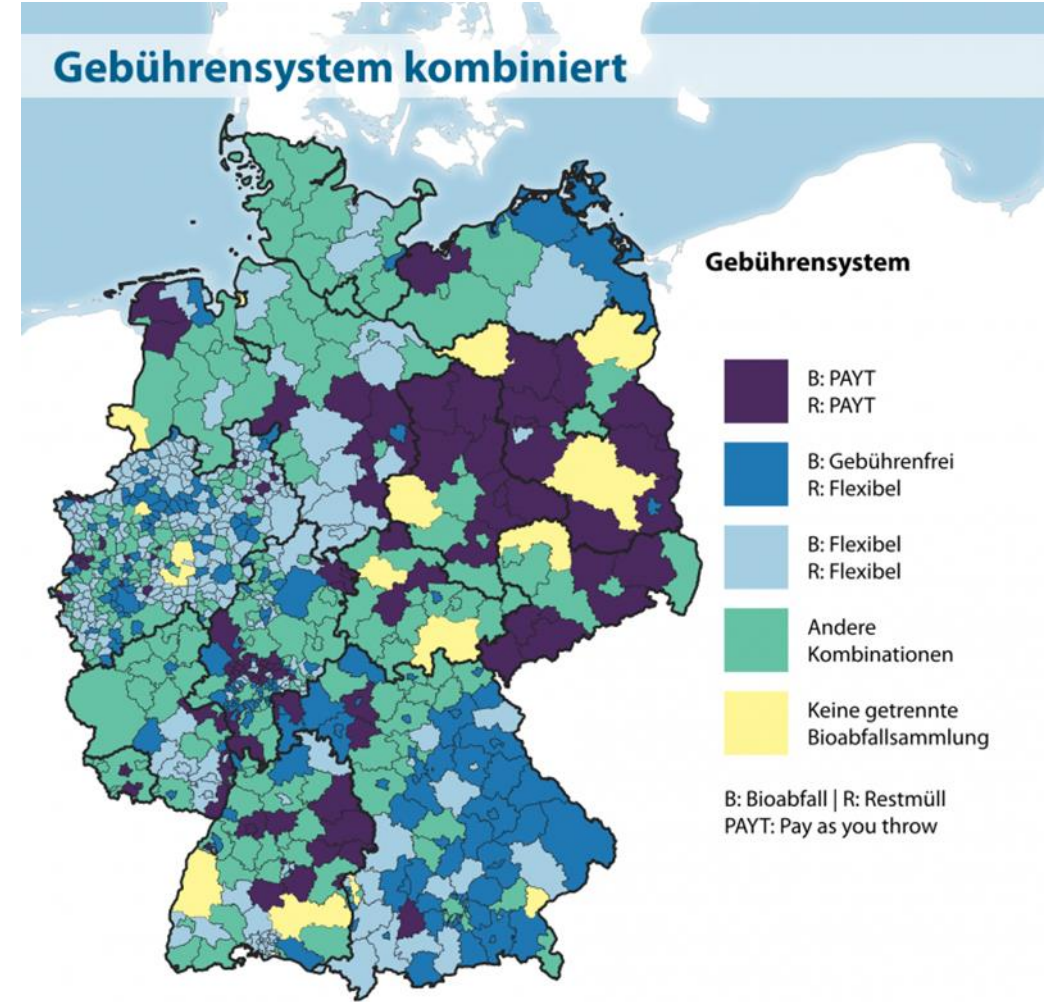 Gebührensystem kombiniert
Gebührensystem
B: PAYT
R: PAYT
B: Gebührenfrei
R: Flexibel
B: Flexibel
R: Flexibel
Andere
Kombinationen
Keine getrennte
Bioabfallsammlung
B: Bioabfall | R: Restmüll
PAYT: Pay as you throw